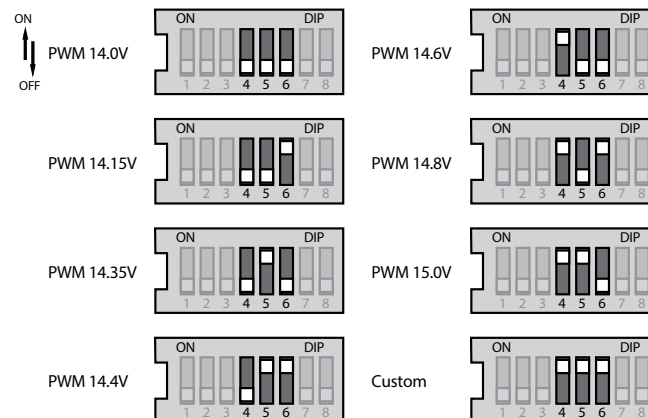 ON
OFF
PWM 14.0V
ON DIP
1 2 3 4 5 6 7 8
PWM 14.6V
ON DIP
1 2 3 4 5 6 7 8
PWM 14.15V
ON DIP
1 2 3 4 5 6 7 8
PWM 14.8V
ON DIP
1 2 3 4 5 6 7 8
PWM 14.35V
ON DIP
1 2 3 4 5 6 7 8
PWM 15.0V
ON DIP
1 2 3 4 5 6 7 8
PWM 14.4V
ON DIP
1 2 3 4 5 6 7 8
Custom
ON DIP
1 2 3 4 5 6 7 8